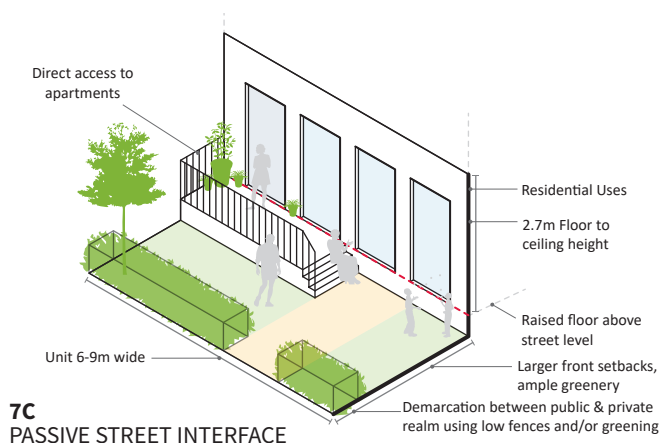 Direct access to
apartments
Residential Uses
2.7m Floor to
ceiling height
Raised floor above
street level
Larger front setbacks,
ample greenery
Unit 6-9m wide
Demarcation between public & private
realm using low fences and/or greening
7C
PASSIVE STREET INTERFACE